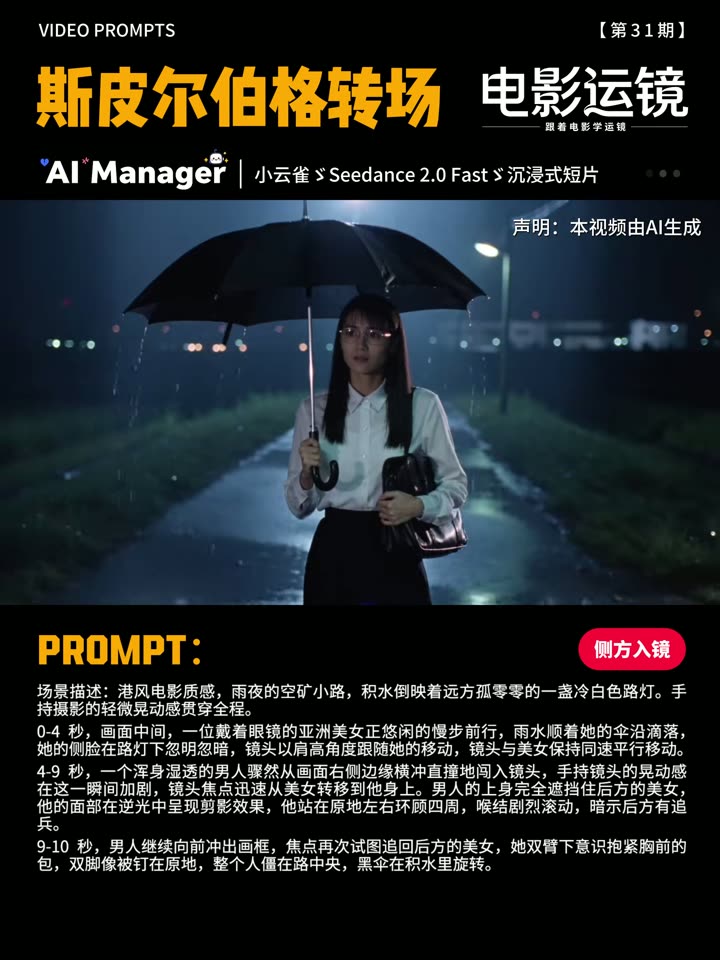 VIDEO PROMPTS
【第31期】
斯皮尔伯格转场
电影运镜
跟着电影学运镜
AI Manager | 小云雀 Seedance 2.0 Fast 沉浸式短片
声明：本视频由AI生成
PROMPT：
侧方入镜
场景描述：港风电影质感，雨夜的空矿小路，积水倒映着远方孤零零的一盏冷白色路灯。手
持摄影的轻微晃动感贯穿全程。
0-4 秒，画面中间，一位戴着眼镜的亚洲美女正悠闲的慢步前行，雨水顺着她的伞沿滴落，
她的侧脸在路灯下忽明忽暗，镜头以肩高角度跟随她的移动，镜头与美女保持同速平行移动。
4-9 秒，一个浑身湿透的男人骤然从画面右侧边缘横冲直撞地闯入镜头，手持镜头的晃动感
在这一瞬间加剧，镜头焦点迅速从美女转移到他身上。男人的上身完全遮挡住后方的美女，
他的面部在逆光中呈现剪影效果，他站在原地左右环顾四周，喉结剧烈滚动，暗示后方有追
兵。
9-10 秒，男人继续向前冲出画框，焦点再次试图追回后方的美女，她双臂下意识抱紧胸前的
包，双脚像被钉在原地，整个人僵在路中央，黑伞在积水里旋转。